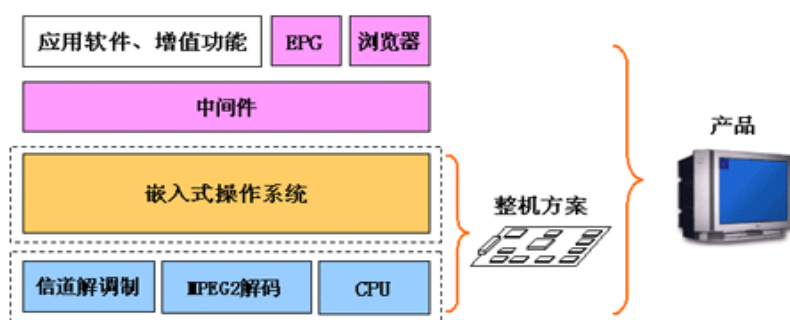 应用软件、增值功能
EPG
浏览器
中间件
产品
嵌入式操作系统
整机方案
信道解调制
MPEG2解码
CPU